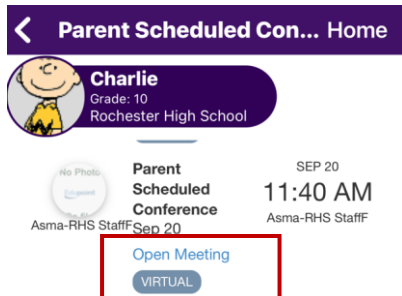 Parent Scheduled Con... Home
Charlie
Grade: 10
Rochester High School
No Photo
Asma-RHS StaffF
Parent
Scheduled
Conference
Sep 20
SEP 20
11:40 AM
Asma-RHS StaffF
Open Meeting
VIRTUAL